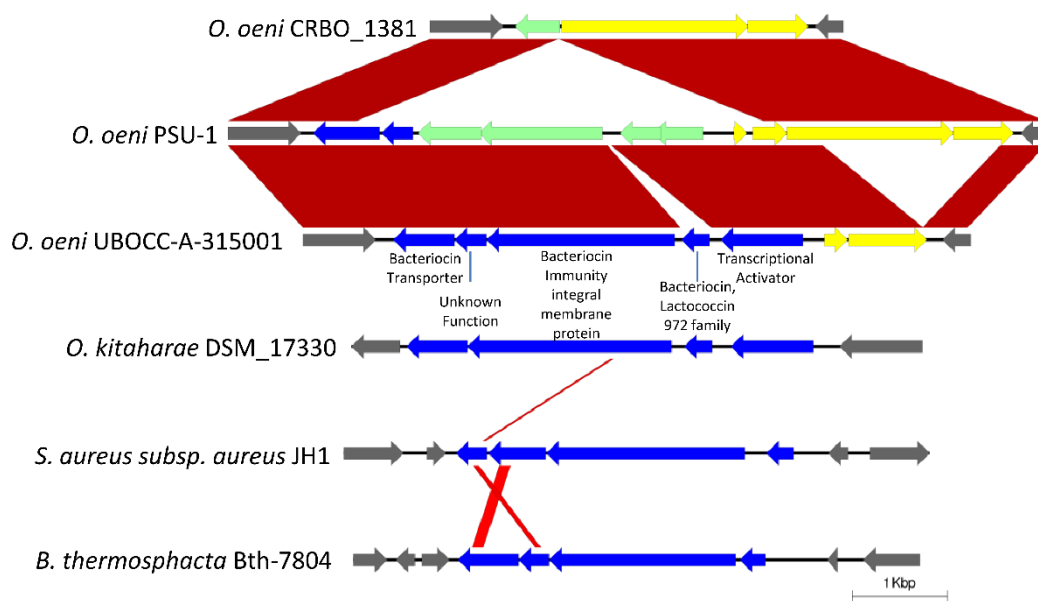 O. oeni CRBO_1381
O. oeni PSU-1
O. oeni UBOCC-A-315001
Bacteriocin
Transporter
Unknown
Function
Bacteriocin
Immunity
integral
membrane
protein
Bacteriocin,
Lactococcin
972 family
Transcriptional
Activator
O. kitaharae DSM_17330
S. aureus subsp. aureus JH1
B. thermosphacta Bth-7804
1 Kbp